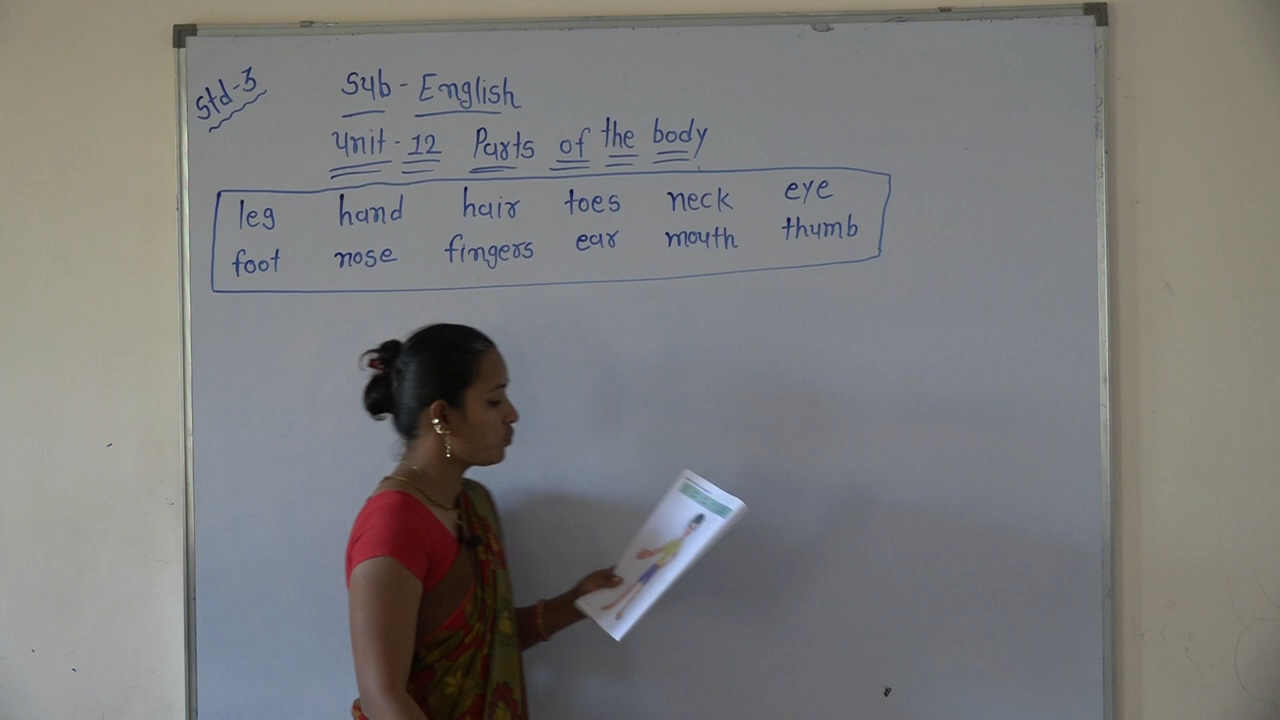 Std-3
Sub - English
Unit - 12 Parts of the body
leg hand hair toes neck eye
foot nose fingers ear mouth thumb